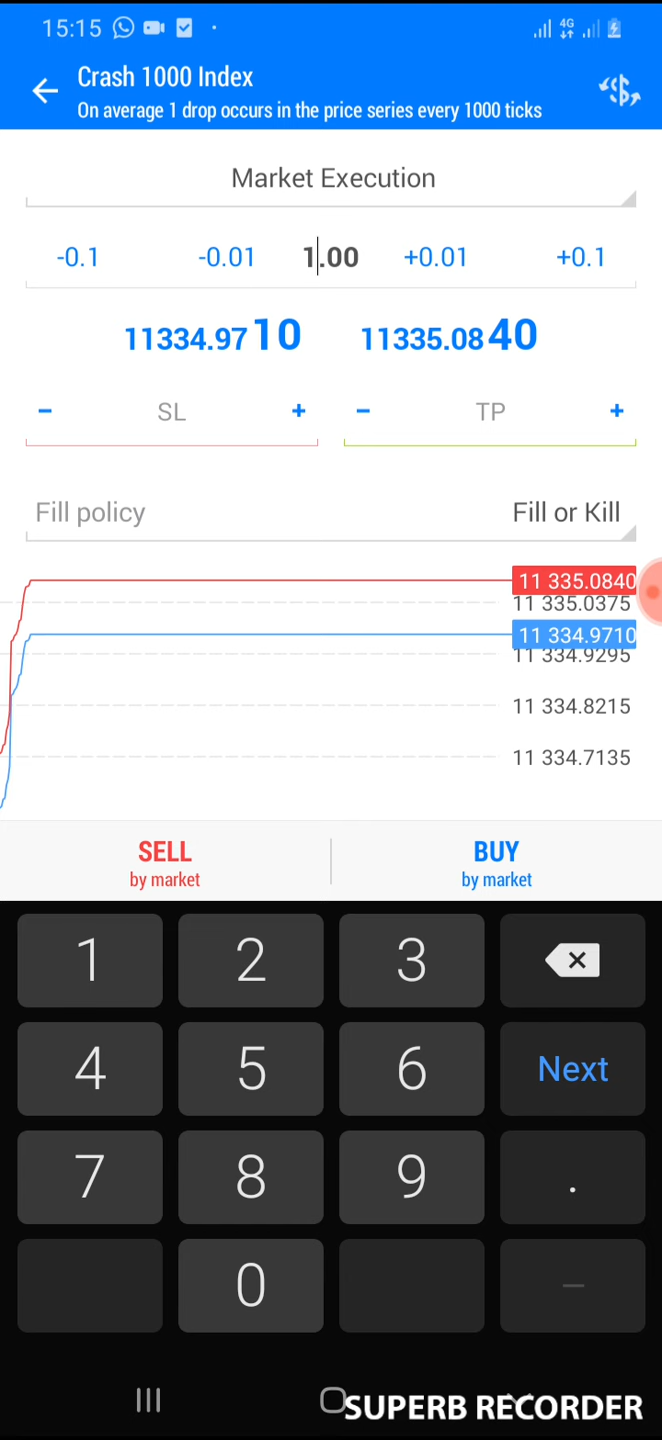 15:15 4G
Crash 1000 Index
On average 1 drop occurs in the price series every 1000 ticks
Market Execution
-0.1 -0.01 1.00 +0.01 +0.1
11334.9710 11335.0840
- SL + - TP +
Fill policy Fill or Kill
11 335.0840
11 335.0375
11 334.9710
11 334.9295
11 334.8215
11 334.7135
SELL BUY
by market by market
1 2 3
4 5 6 Next
7 8 9 .
0 –
SUPERB RECORDER